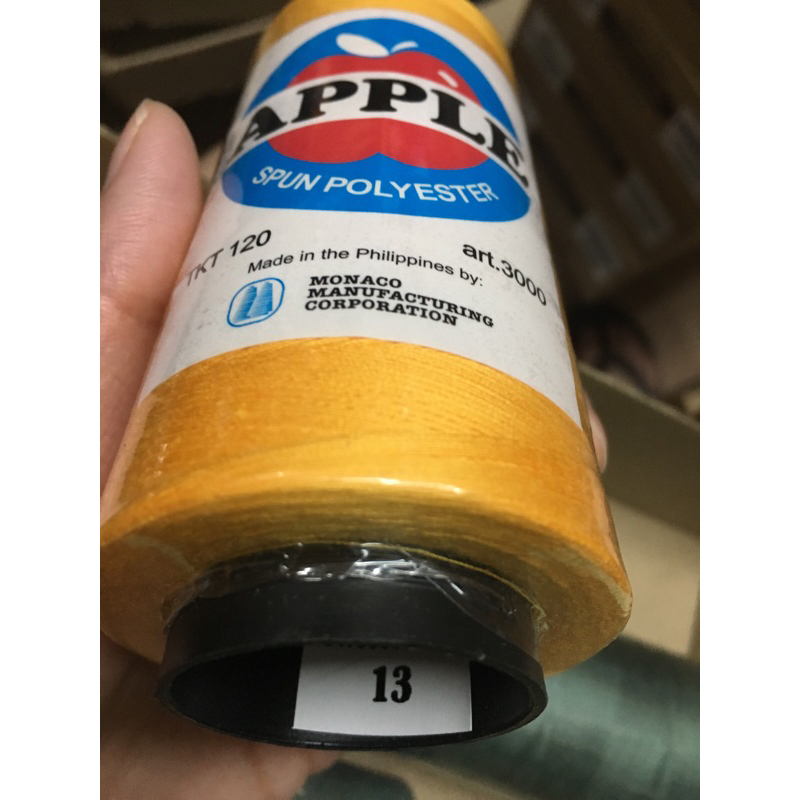 APPLE
SPUN POLYESTER
TKT 120
art.3000
Made in the Philippines by:
MONACO
MANUFACTURING
CORPORATION
13